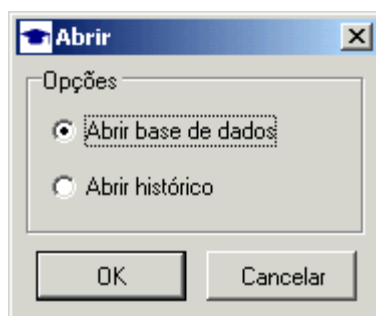 Abrir
Opções
Abrir base de dados
Abrir histórico
OK Cancelar